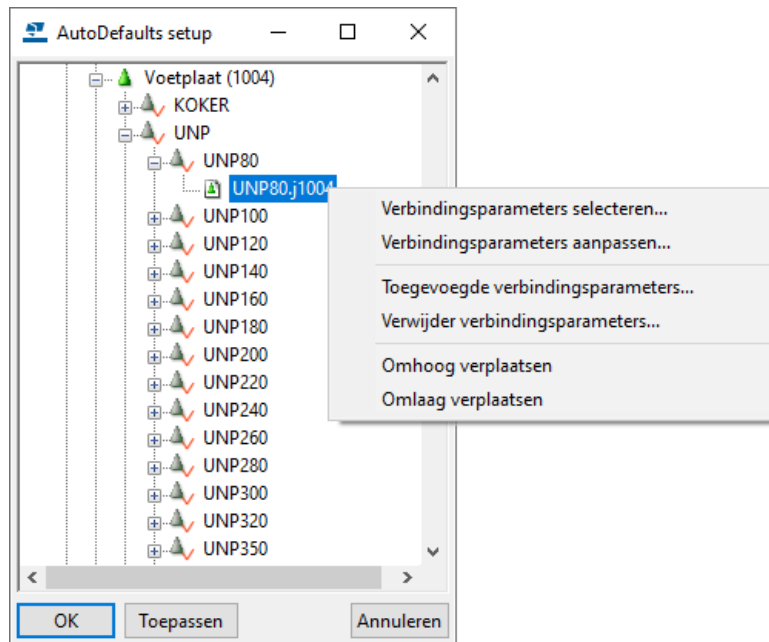 AutoDefaults setup
Voetplaat (1004)
KOKER
UNP
UNP80
UNP80.j1004
UNP100
UNP120
UNP140
UNP160
UNP180
UNP200
UNP220
UNP240
UNP260
UNP280
UNP300
UNP320
UNP350
Verbindingsparameters selecteren...
Verbindingsparameters aanpassen...
Toegevoegde verbindingsparameters...
Verwijder verbindingsparameters...
Omhoog verplaatsen
Omlaag verplaatsen
OK
Toepassen
Annuleren